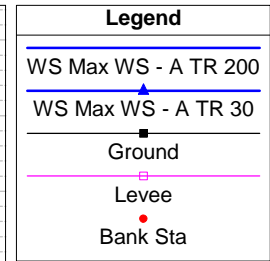 Legend
WS Max WS - A TR 200
WS Max WS - A TR 30
Ground
Levee
Bank Sta